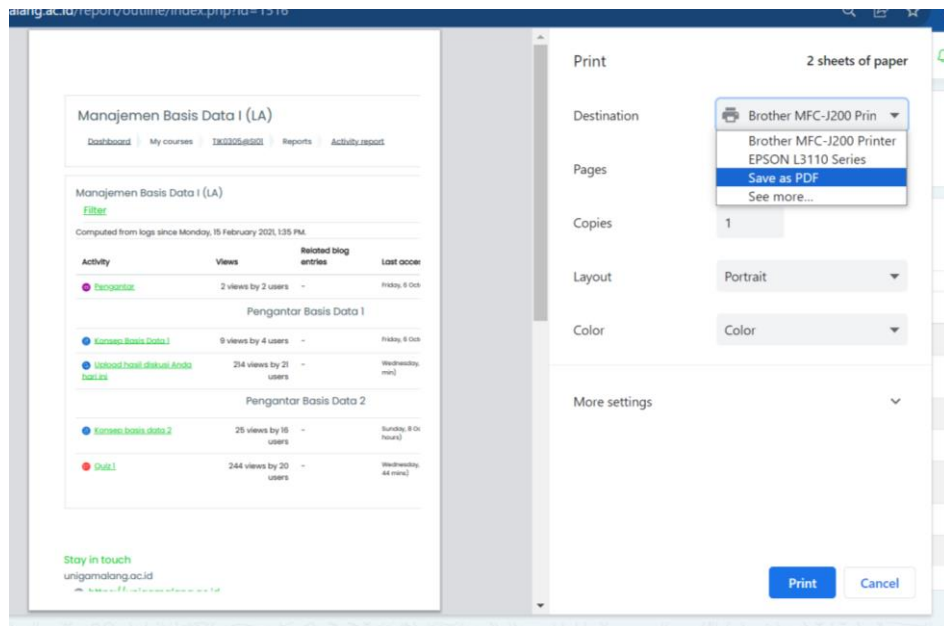 alang.ac.id/report/outline/index.php?id=1516
Manajemen Basis Data I (LA)
Dashboard My courses TIK0305@SI01 Reports Activity report
Manajemen Basis Data I (LA)
Filter
Computed from logs since Monday, 15 February 2021, 1:35 PM.
Activity Views Related blog entries Last acces
Pengantar 2 views by 2 users - Friday, 6 Oct
Pengantar Basis Data 1
Konsep Basis Data 1 9 views by 4 users - Friday, 6 Oct
Upload hasil diskusi Anda 214 views by 21 - Wednesday,
hari ini users min)
Pengantar Basis Data 2
Konsep basis data 2 25 views by 16 - Sunday, 8 Oc
users hours)
Quiz 1 244 views by 20 - Wednesday,
users 44 mins)
Stay in touch
unigamalang.ac.id
Print 2 sheets of paper
Destination Brother MFC-J200 Prin
Brother MFC-J200 Printer
EPSON L3110 Series
Save as PDF
See more...
Pages
Copies 1
Layout Portrait
Color Color
More settings
Print Cancel